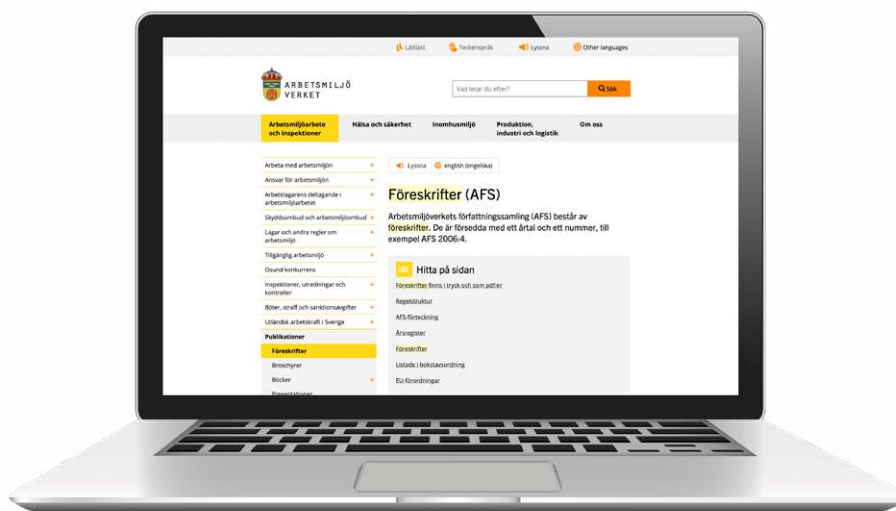 Lättläst
Teckenspråk
Lyssna
Other languages
ARBETSMILJÖ
VERKET
Vad letar du efter?
Sök
Arbetsmiljöarbete
och inspektioner
Hälsa och säkerhet
Inomhusmiljö
Produktion,
industri och logistik
Om oss
Arbeta med arbetsmiljön +
Ansvar för arbetsmiljön +
Arbetstagarens deltagande i +
arbetsmiljöarbetet
Skyddsombud och arbetsmiljöombud +
Lagar och andra regler om +
arbetsmiljö
Tillgänglig arbetsmiljö +
Osund konkurrens
Inspektioner, utredningar och +
kontroller
Böter, straff och sanktionsavgifter +
Utländsk arbetskraft i Sverige +
Publikationer
Föreskrifter
Broschyrer
Böcker +
Presentationer
Lyssna
english (engelska)
Föreskrifter (AFS)
Arbetsmiljöverkets författningssamling (AFS) består av
föreskrifter. De är försedda med ett årtal och ett nummer, till
exempel AFS 2006:4.
Hitta på sidan
Föreskrifter finns i tryck och som pdf:er
Regelstruktur
AFS-förteckning
Årsregister
Föreskrifter
Listade i bokstavsordning
EU-förordningar